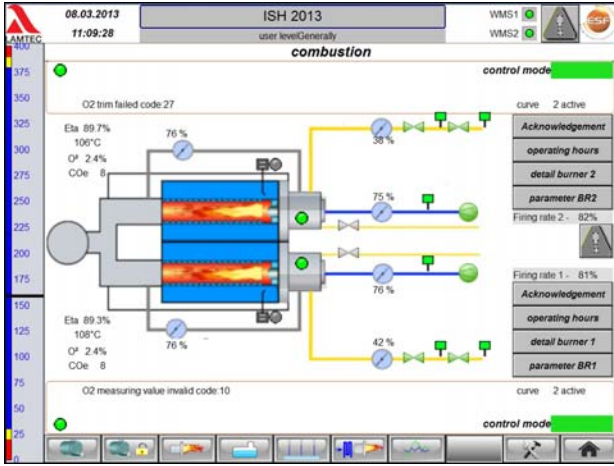 LAMTEC
08.03.2013
11:09:28
ISH 2013
user levelGenerally
WMS1
WMS2
ESF
combustion
400
375
350
325
300
275
250
225
200
175
150
125
100
75
50
25
0
control mode
O2 trim failed code:27
curve 2 active
Eta 89.7%
106°C
O² 2.4%
COe 8
76 %
38 %
75 %
Acknowledgement
operating hours
detail burner 2
parameter BR2
Firing rate 2 - 82%
Firing rate 1 - 81%
76 %
Acknowledgement
operating hours
detail burner 1
parameter BR1
Eta 89.3%
108°C
O² 2.4%
COe 8
76 %
42 %
O2 measuring value invalid code:10
curve 2 active
control mode